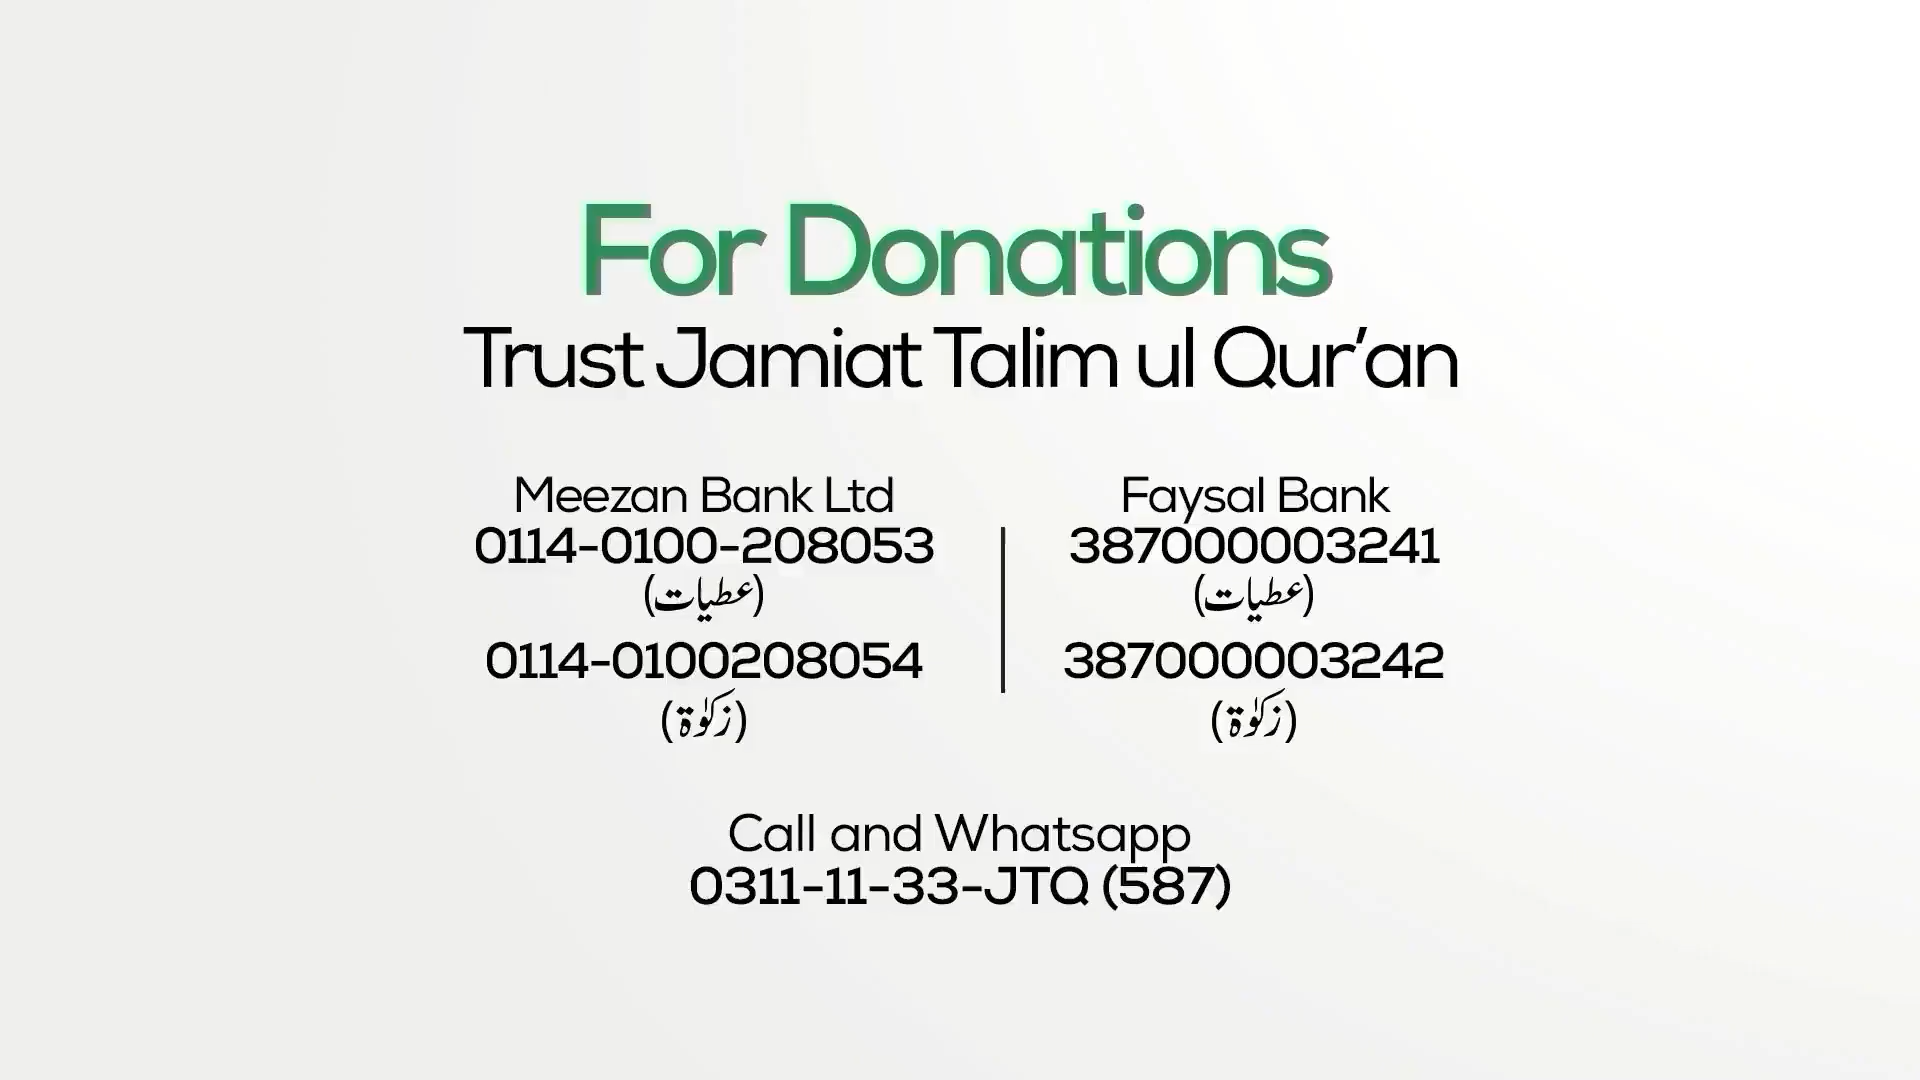 For Donations
Trust Jamiat Talim ul Qur’an
Meezan Bank Ltd
0114-0100-208053
(عطیات)
0114-0100208054
(زکوٰۃ)
Faysal Bank
387000003241
(عطیات)
387000003242
(زکوٰۃ)
Call and Whatsapp
0311-11-33-JTQ (587)